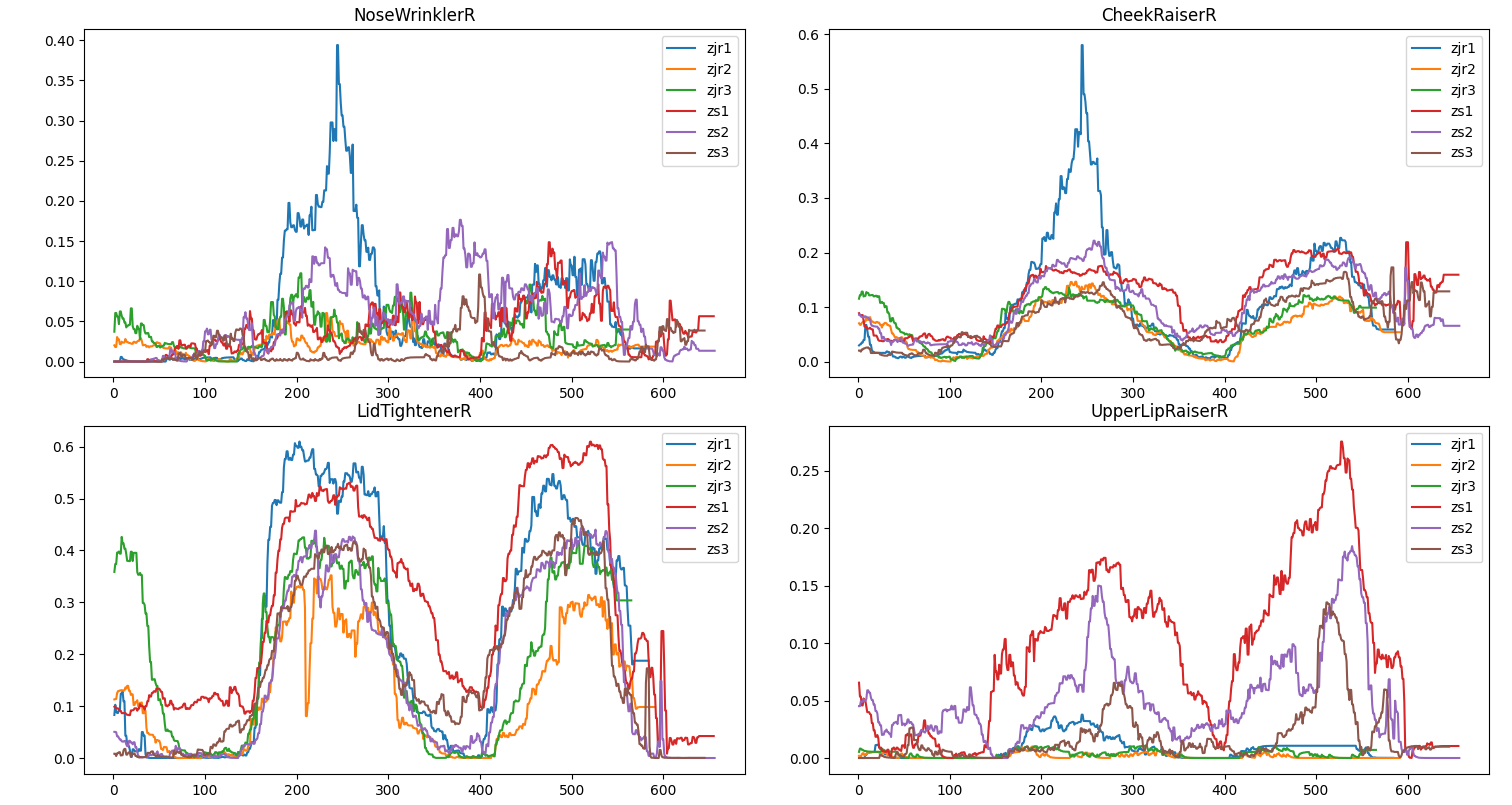 NoseWrinklerR
0.40
0.35
0.30
0.25
0.20
0.15
0.10
0.05
0.00
0 100 200 300 400 500 600
zjr1
zjr2
zjr3
zs1
zs2
zs3
CheekRaiserR
0.6
0.5
0.4
0.3
0.2
0.1
0.0
0 100 200 300 400 500 600
zjr1
zjr2
zjr3
zs1
zs2
zs3
LidTightenerR
0.6
0.5
0.4
0.3
0.2
0.1
0.0
0 100 200 300 400 500 600
zjr1
zjr2
zjr3
zs1
zs2
zs3
UpperLipRaiserR
0.25
0.20
0.15
0.10
0.05
0.00
0 100 200 300 400 500 600
zjr1
zjr2
zjr3
zs1
zs2
zs3